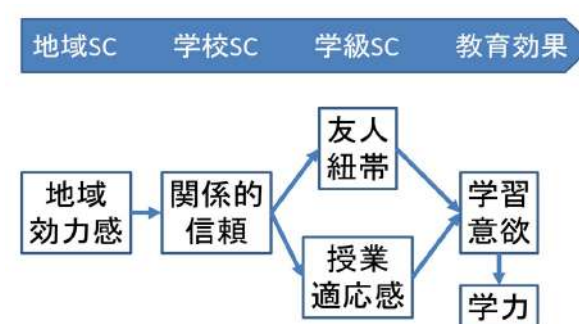 地域SC 学校SC 学級SC 教育効果
友人
紐帯
地域
効力感
関係的
信頼
学習
意欲
授業
適応感
学力